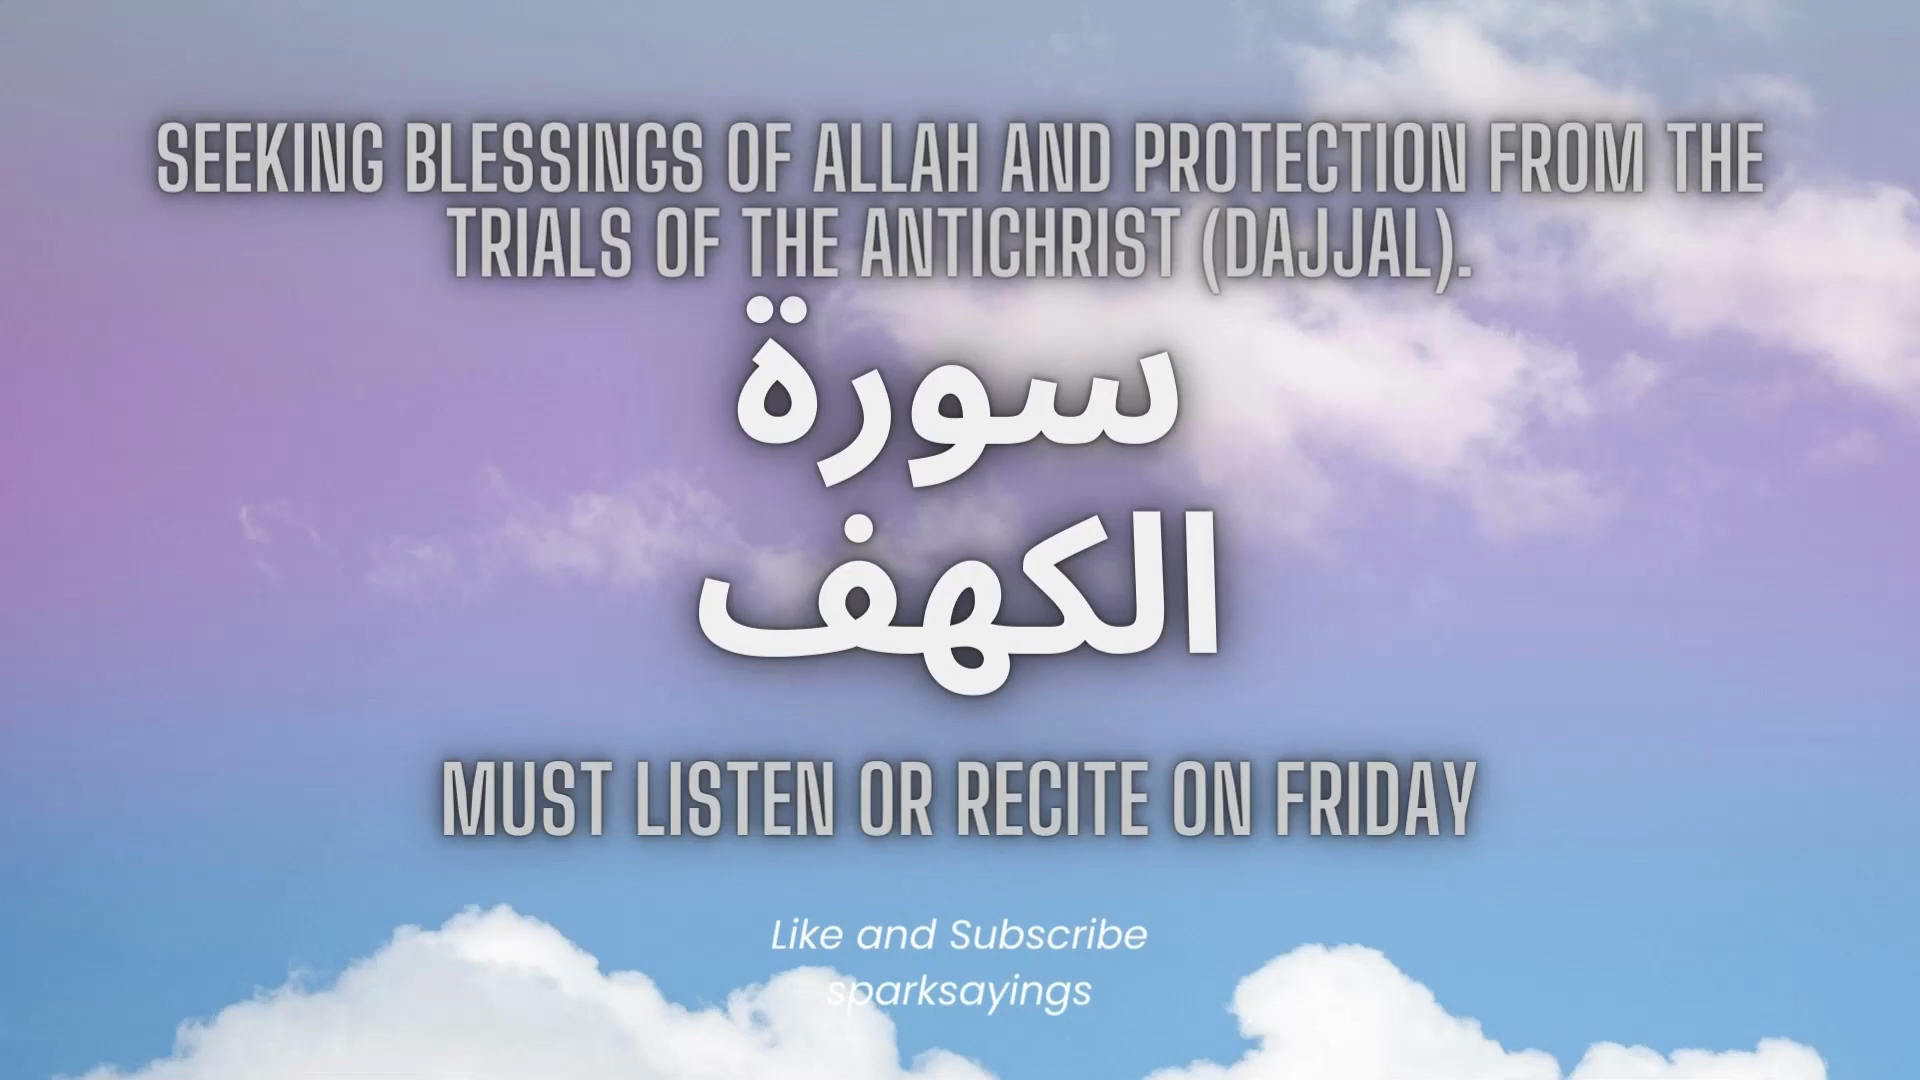 SEEKING BLESSINGS OF ALLAH AND PROTECTION FROM THE
TRIALS OF THE ANTICHRIST (DAJJAL).
سورة
الكهف
MUST LISTEN OR RECITE ON FRIDAY
Like and Subscribe
sparksayings